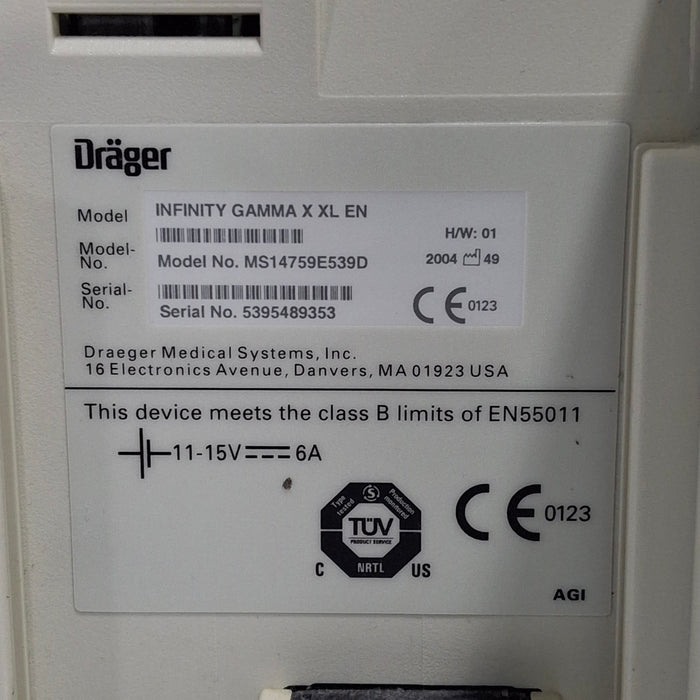 Dräger
Model INFINITY GAMMA X XL EN
H/W: 01
Model-No. Model No. MS14759E539D
2004 49
Serial-No. Serial No. 5395489353
CE 0123
Draeger Medical Systems, Inc.
16 Electronics Avenue, Danvers, MA 01923 USA
This device meets the class B limits of EN55011
11-15V 6A
Type tested
S
Production monitored
TÜV
PRODUCT SERVICE
C NRTL US
CE 0123
AGI